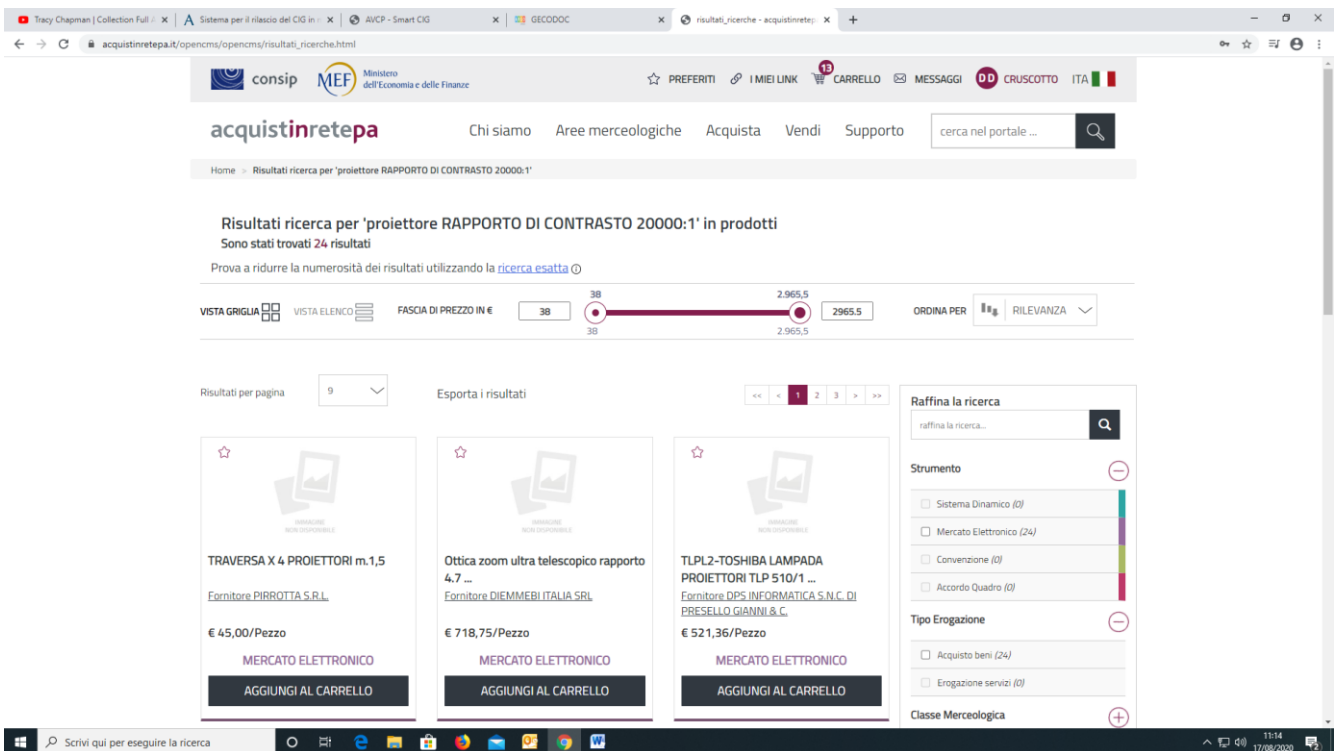 Tracy Chapman | Collection Full A
Sistema per il rilascio del CIG in
AVCP - Smart CIG
GECODOC
risultati_ricerche - acquistinretep
acquistinretepa.it/opencms/opencms/risultati_ricerche.html
consip MEF Ministero
dell'Economia e delle Finanze
PREFERITI I MIEI LINK 13 CARRELLO MESSAGGI DD CRUSCOTTO ITA
acquistinretepa Chi siamo Aree merceologiche Acquista Vendi Supporto cerca nel portale ...
Home > Risultati ricerca per 'proiettore RAPPORTO DI CONTRASTO 20000:1'
Risultati ricerca per 'proiettore RAPPORTO DI CONTRASTO 20000:1' in prodotti
Sono stati trovati 24 risultati
Prova a ridurre la numerosità dei risultati utilizzando la ricerca esatta
38 2.965,5
VISTA GRIGLIA VISTA ELENCO FASCIA DI PREZZO IN € 38 2965.5 ORDINA PER RILEVANZA
38 2.965,5
Risultati per pagina 9 Esporta i risultati << < 1 2 3 > >>
Raffina la ricerca
raffina la ricerca...
IMMAGINE
NON DISPONIBILE
TRAVERSA X 4 PROIETTORI m.1,5
Fornitore PIRROTTA S.R.L.
€ 45,00/Pezzo
MERCATO ELETTRONICO
AGGIUNGI AL CARRELLO
IMMAGINE
NON DISPONIBILE
Ottica zoom ultra telescopico rapporto
4.7 ...
Fornitore DIEMMEBI ITALIA SRL
€ 718,75/Pezzo
MERCATO ELETTRONICO
AGGIUNGI AL CARRELLO
IMMAGINE
NON DISPONIBILE
TLPL2-TOSHIBA LAMPADA
PROIETTORI TLP 510/1 ...
Fornitore DPS INFORMATICA S.N.C. DI
PRESELLO GIANNI & C.
€ 521,36/Pezzo
MERCATO ELETTRONICO
AGGIUNGI AL CARRELLO
Strumento
Sistema Dinamico (0)
Mercato Elettronico (24)
Convenzione (0)
Accordo Quadro (0)
Tipo Erogazione
Acquisto beni (24)
Erogazione servizi (0)
Classe Merceologica
Scrivi qui per eseguire la ricerca
11:14
17/08/2020